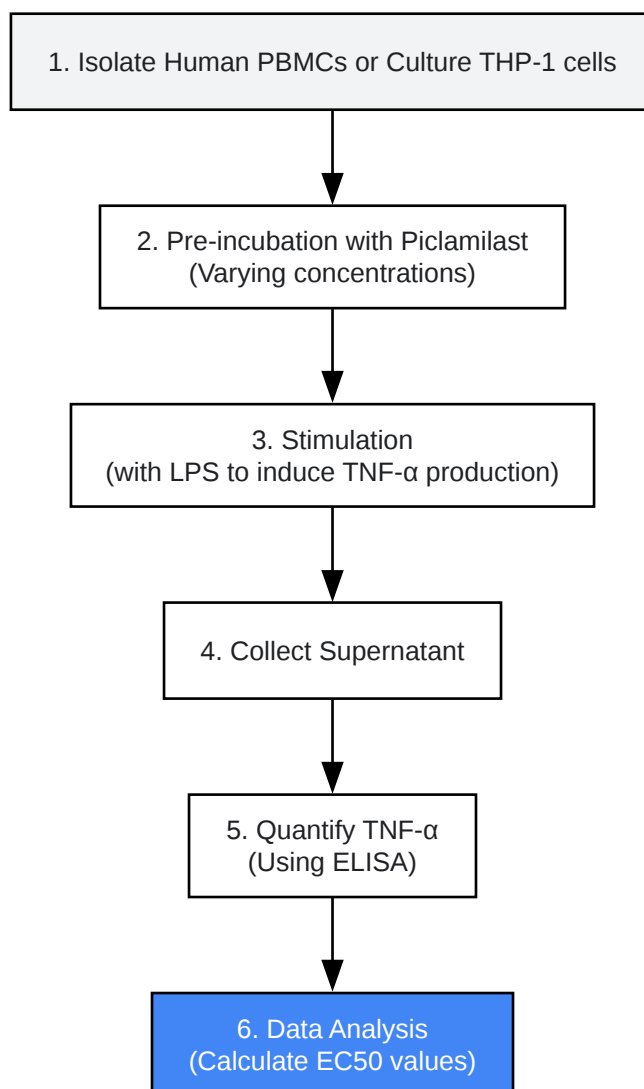 1. Isolate Human PBMCs or Culture THP-1 cells
2. Pre-incubation with Piclamilast
(Varying concentrations)
3. Stimulation
(with LPS to induce TNF-α production)
4. Collect Supernatant
5. Quantify TNF-α
(Using ELISA)
6. Data Analysis
(Calculate EC50 values)